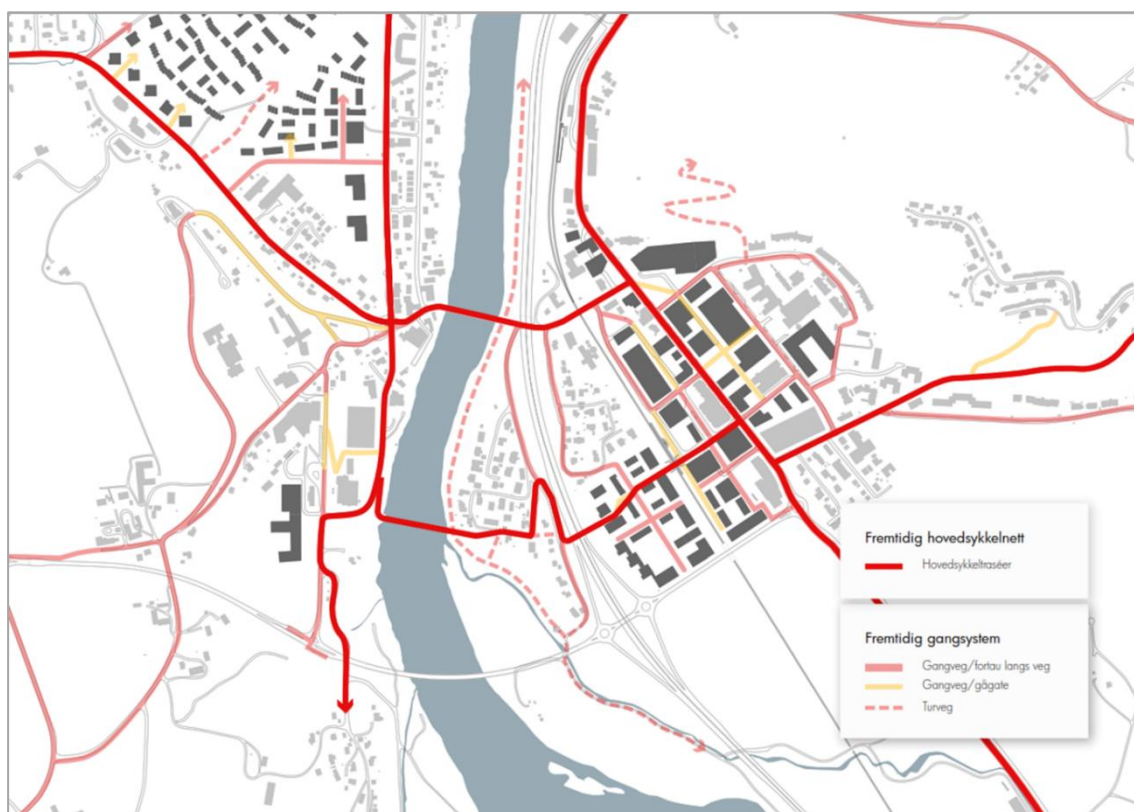 Fremtidig hovedsykkelnett
Hovedsykkeltraséer
Fremtidig gangsystem
Gangveg/fortau langs veg
Gangveg/gågate
Turveg